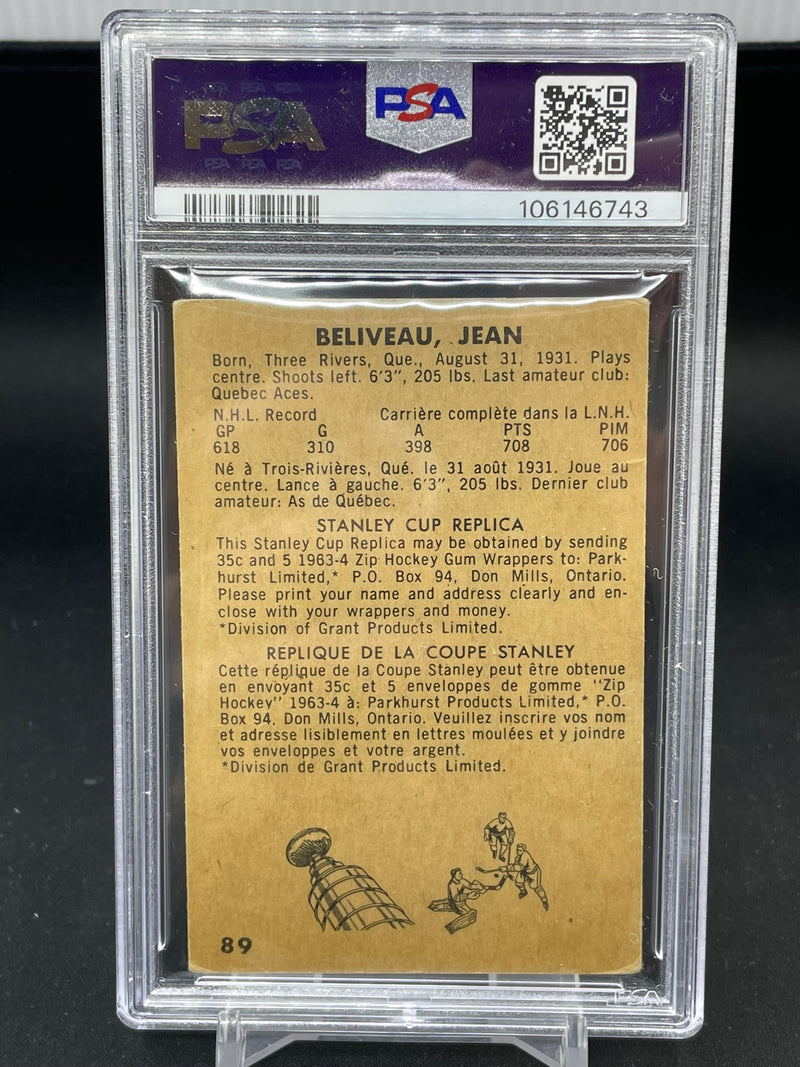 PSA PSA PSA
PSA
PSA PSA PSA
PSA
106146743
BELIVEAU, JEAN
Born, Three Rivers, Que., August 31, 1931. Plays
centre. Shoots left. 6'3", 205 lbs. Last amateur club:
Quebec Aces.
N.H.L. Record Carrière complète dans la L.N.H.
GP G A PTS PIM
618 310 398 708 706
Né à Trois-Rivières, Qué. le 31 août 1931. Joue au
centre. Lance à gauche. 6'3", 205 lbs. Dernier club
amateur: As de Québec.
STANLEY CUP REPLICA
This Stanley Cup Replica may be obtained by sending
35c and 5 1963-4 Zip Hockey Gum Wrappers to: Park-
hurst Limited,* P.O. Box 94, Don Mills, Ontario.
Please print your name and address clearly and en-
close with your wrappers and money.
*Division of Grant Products Limited.
REPLIQUE DE LA COUPE STANLEY
Cette réplique de la Coupe Stanley peut être obtenue
en envoyant 35c et 5 enveloppes de gomme "Zip
Hockey" 1963-4 à: Parkhurst Products Limited,* P.O.
Box 94, Don Mills, Ontario. Veuillez inscrire vos nom
et adresse lisiblement en lettres moulées et y joindre
vos enveloppes et votre argent.
*Division de Grant Products Limited.
89
PSA